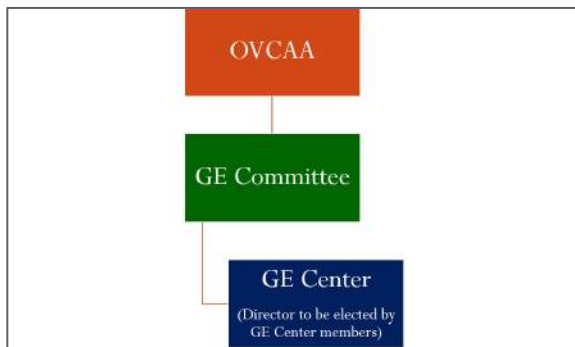 OVCAA
GE Committee
GE Center
(Director to be elected by
GE Center members)